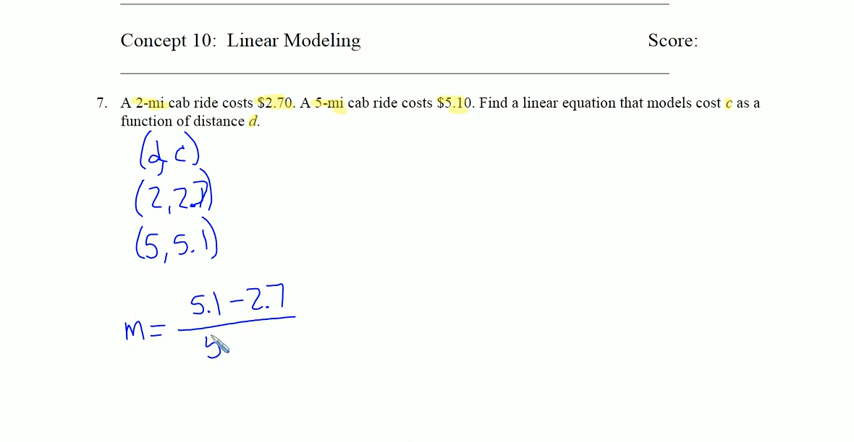 Concept 10: Linear Modeling Score:
7. A 2-mi cab ride costs $2.70. A 5-mi cab ride costs $5.10. Find a linear equation that models cost c as a
function of distance d.
(d, c)
(2, 2.7)
(5, 5.1)
5.1 - 2.7
m =
5